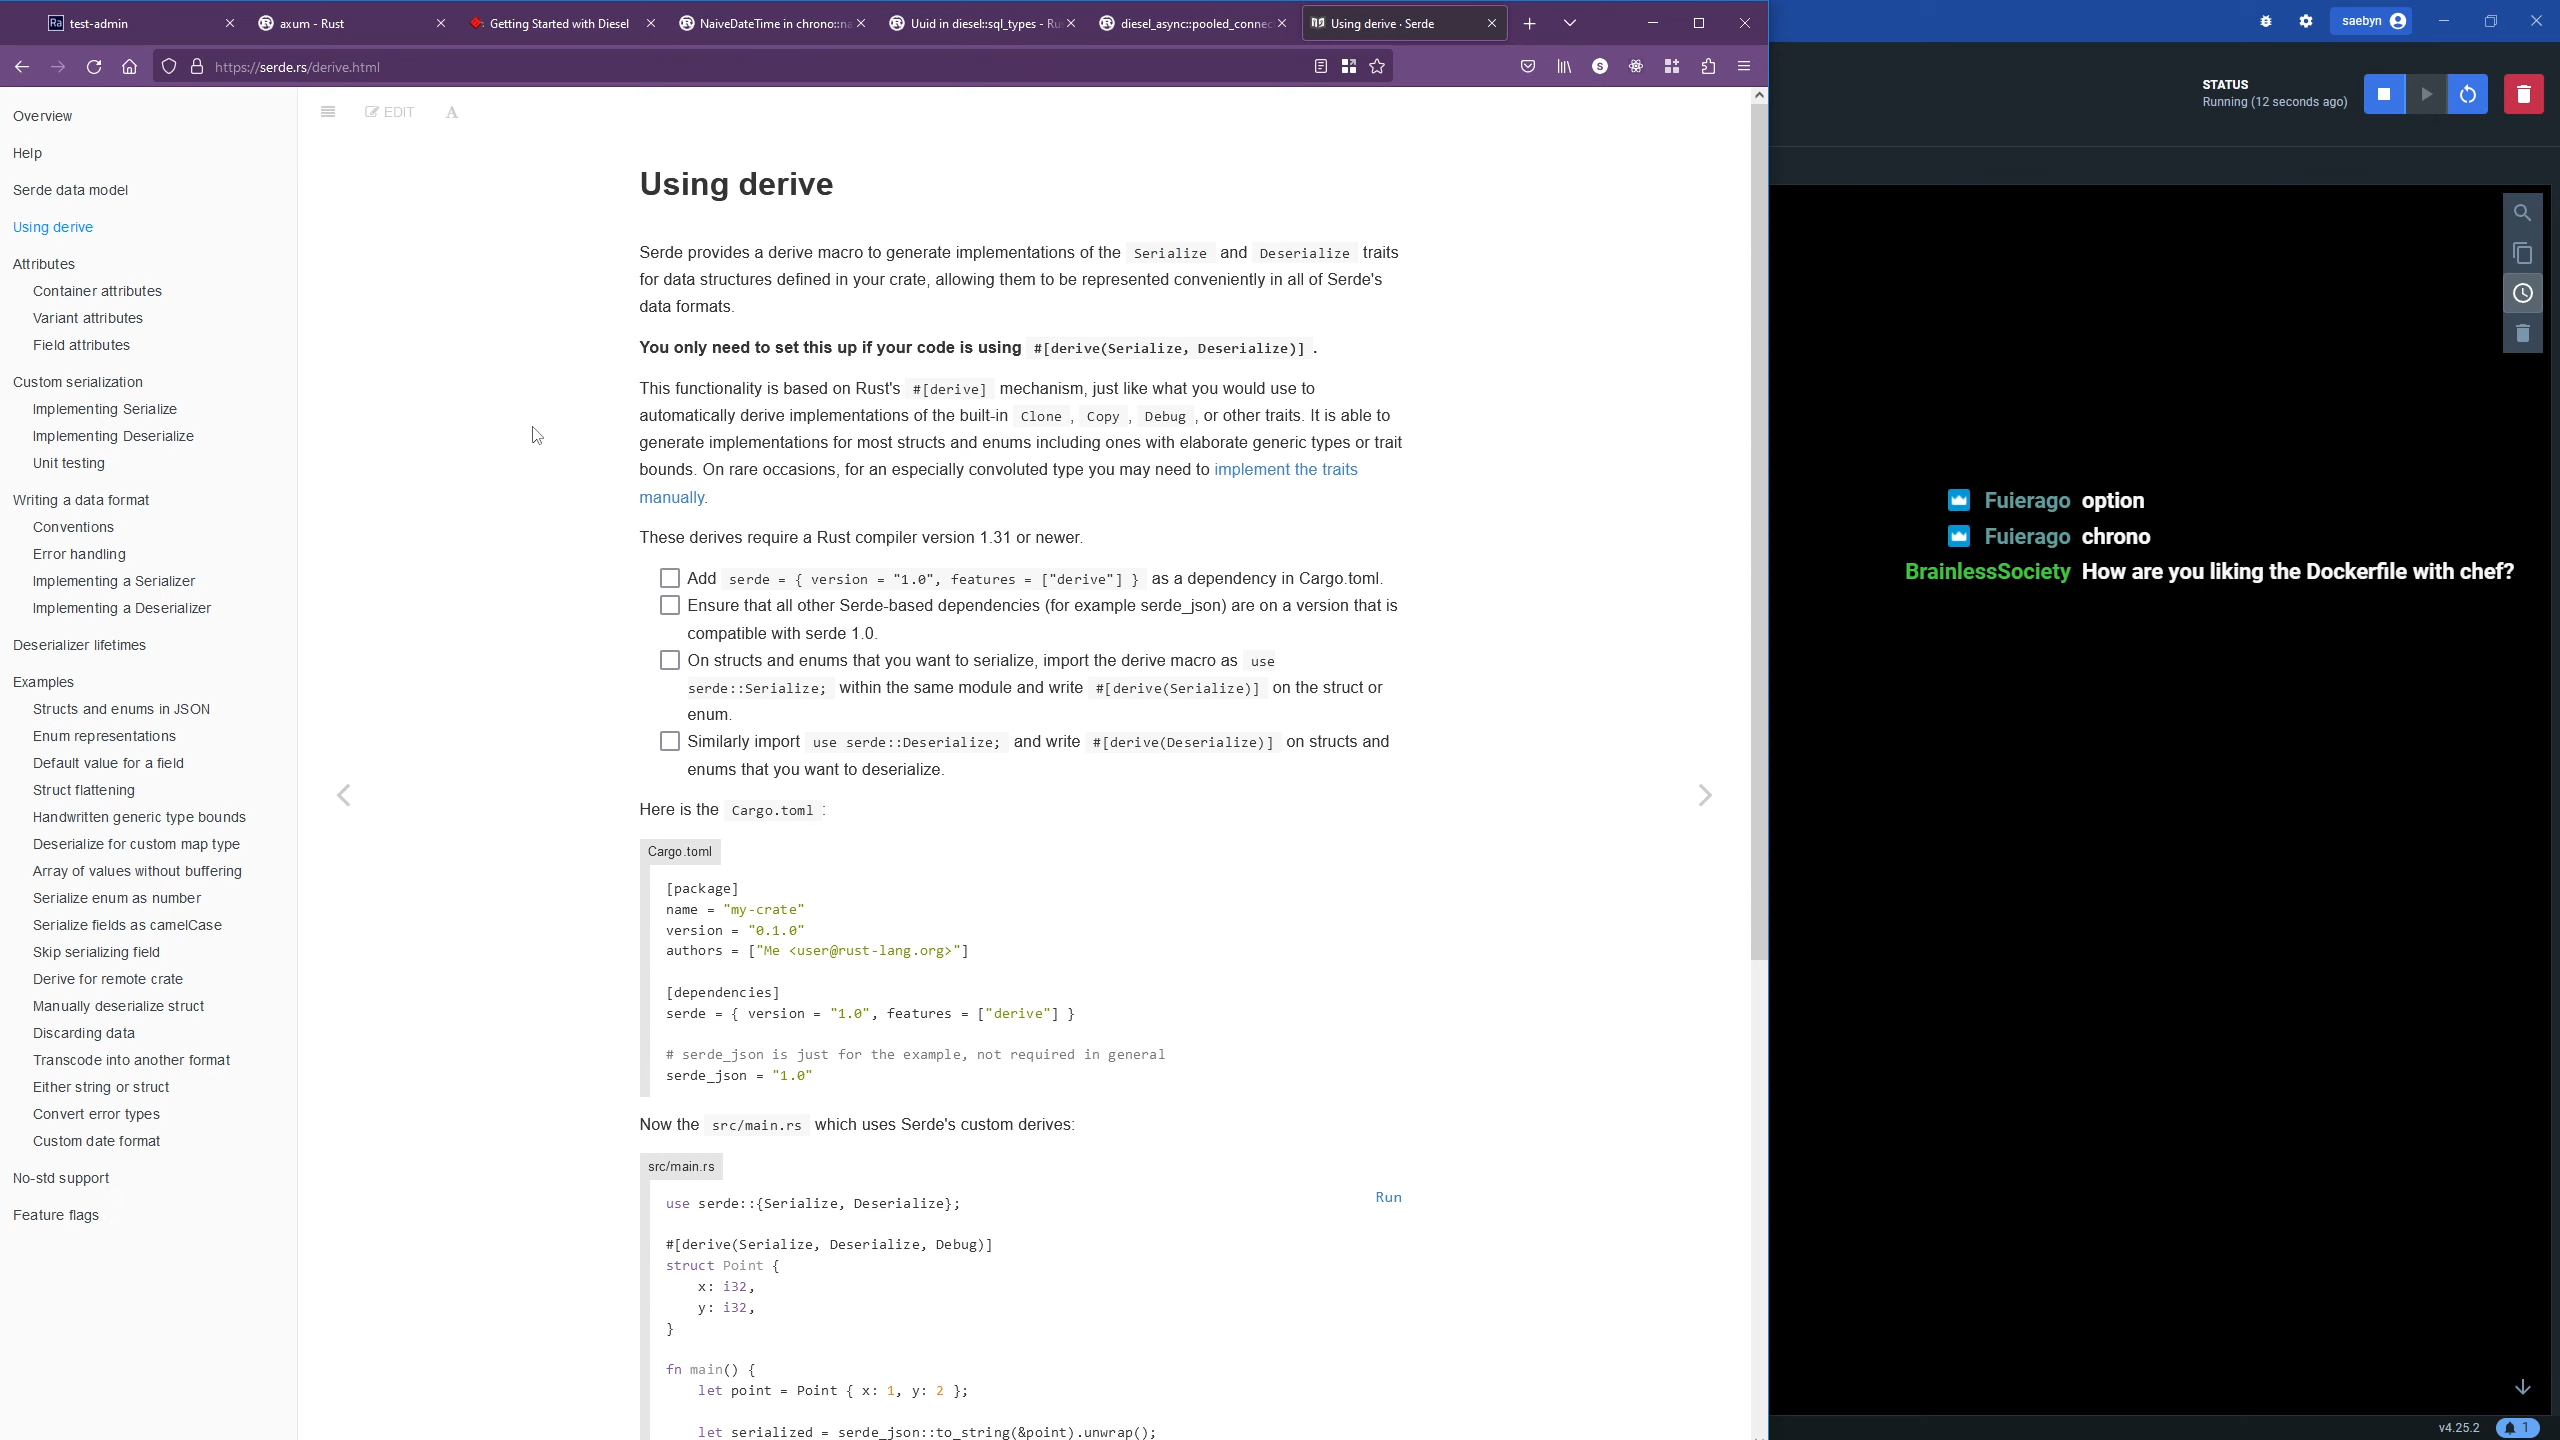 test-admin
axum - Rust
Getting Started with Diesel
NaiveDateTime in chrono::na
Uuid in diesel::sql_types - Ru
diesel_async::pooled_connec
Using derive · Serde
saebyn
https://serde.rs/derive.html
STATUS
Running (12 seconds ago)
Overview
Help
Serde data model
Using derive
Attributes
Container attributes
Variant attributes
Field attributes
Custom serialization
Implementing Serialize
Implementing Deserialize
Unit testing
Writing a data format
Conventions
Error handling
Implementing a Serializer
Implementing a Deserializer
Deserializer lifetimes
Examples
Structs and enums in JSON
Enum representations
Default value for a field
Struct flattening
Handwritten generic type bounds
Deserialize for custom map type
Array of values without buffering
Serialize enum as number
Serialize fields as camelCase
Skip serializing field
Derive for remote crate
Manually deserialize struct
Discarding data
Transcode into another format
Either string or struct
Convert error types
Custom date format
No-std support
Feature flags
EDIT
Using derive
Serde provides a derive macro to generate implementations of the Serialize and Deserialize traits
for data structures defined in your crate, allowing them to be represented conveniently in all of Serde's
data formats.
You only need to set this up if your code is using #[derive(Serialize, Deserialize)] .
This functionality is based on Rust's #[derive] mechanism, just like what you would use to
automatically derive implementations of the built-in Clone , Copy , Debug , or other traits. It is able to
generate implementations for most structs and enums including ones with elaborate generic types or trait
bounds. On rare occasions, for an especially convoluted type you may need to implement the traits
manually.
These derives require a Rust compiler version 1.31 or newer.
Add serde = { version = "1.0", features = ["derive"] } as a dependency in Cargo.toml.
Ensure that all other Serde-based dependencies (for example serde_json) are on a version that is
compatible with serde 1.0.
On structs and enums that you want to serialize, import the derive macro as use
serde::Serialize; within the same module and write #[derive(Serialize)] on the struct or
enum.
Similarly import use serde::Deserialize; and write #[derive(Deserialize)] on structs and
enums that you want to deserialize.
Here is the Cargo.toml :
Cargo.toml
[package]
name = "my-crate"
version = "0.1.0"
authors = ["Me <user@rust-lang.org>"]
[dependencies]
serde = { version = "1.0", features = ["derive"] }
# serde_json is just for the example, not required in general
serde_json = "1.0"
Now the src/main.rs which uses Serde's custom derives:
src/main.rs
Run
use serde::{Serialize, Deserialize};
#[derive(Serialize, Deserialize, Debug)]
struct Point {
x: i32,
y: i32,
}
fn main() {
let point = Point { x: 1, y: 2 };
let serialized = serde_json::to_string(&point).unwrap();
Fuierago option
Fuierago chrono
BrainlessSociety How are you liking the Dockerfile with chef?
v4.25.2
1